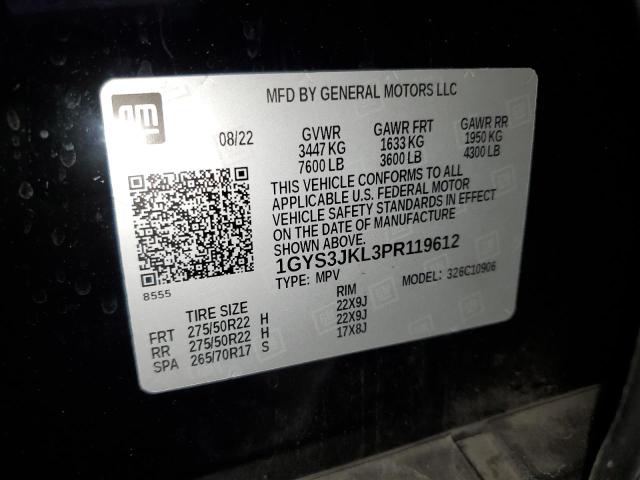 gm
MFD BY GENERAL MOTORS LLC
08/22 GVWR GAWR FRT GAWR RR
3447 KG 1633 KG 1950 KG
7600 LB 3600 LB 4300 LB
THIS VEHICLE CONFORMS TO ALL
APPLICABLE U.S. FEDERAL MOTOR
VEHICLE SAFETY STANDARDS IN EFFECT
ON THE DATE OF MANUFACTURE
SHOWN ABOVE.
1GYS3JKL3PR119612
TYPE: MPV MODEL: 326C10906
8555
TIRE SIZE RIM
FRT 275/50R22 H 22X9J
RR 275/50R22 H 22X9J
SPA 265/70R17 S 17X8J